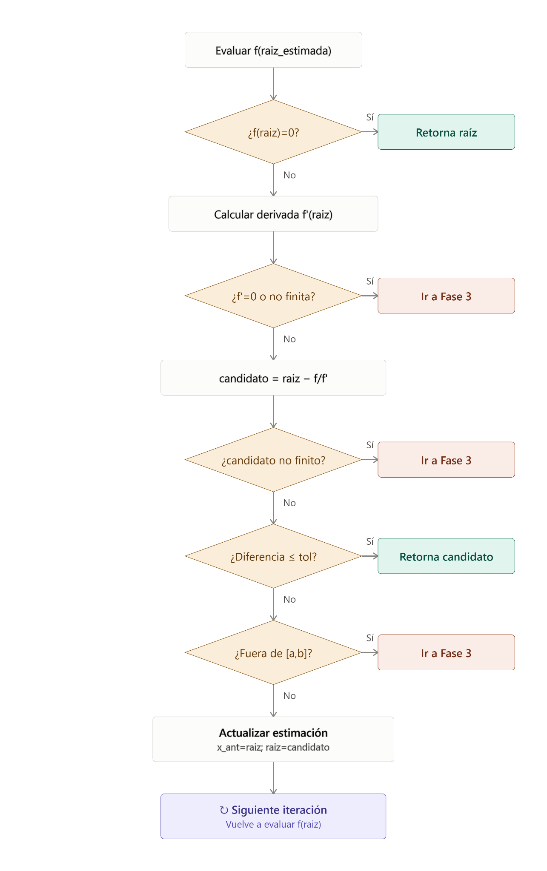 Evaluar f(raiz_estimada)
¿f(raiz)=0?
Sí
Retorna raíz
No
Calcular derivada f'(raiz)
¿f'=0 o no finita?
Sí
Ir a Fase 3
No
candidato = raiz − f/f'
¿candidato no finito?
Sí
Ir a Fase 3
No
¿Diferencia ≤ tol?
Sí
Retorna candidato
No
¿Fuera de [a,b]?
Sí
Ir a Fase 3
No
Actualizar estimación
x_ant=raiz; raiz=candidato
↻ Siguiente iteración
Vuelve a evaluar f(raiz)